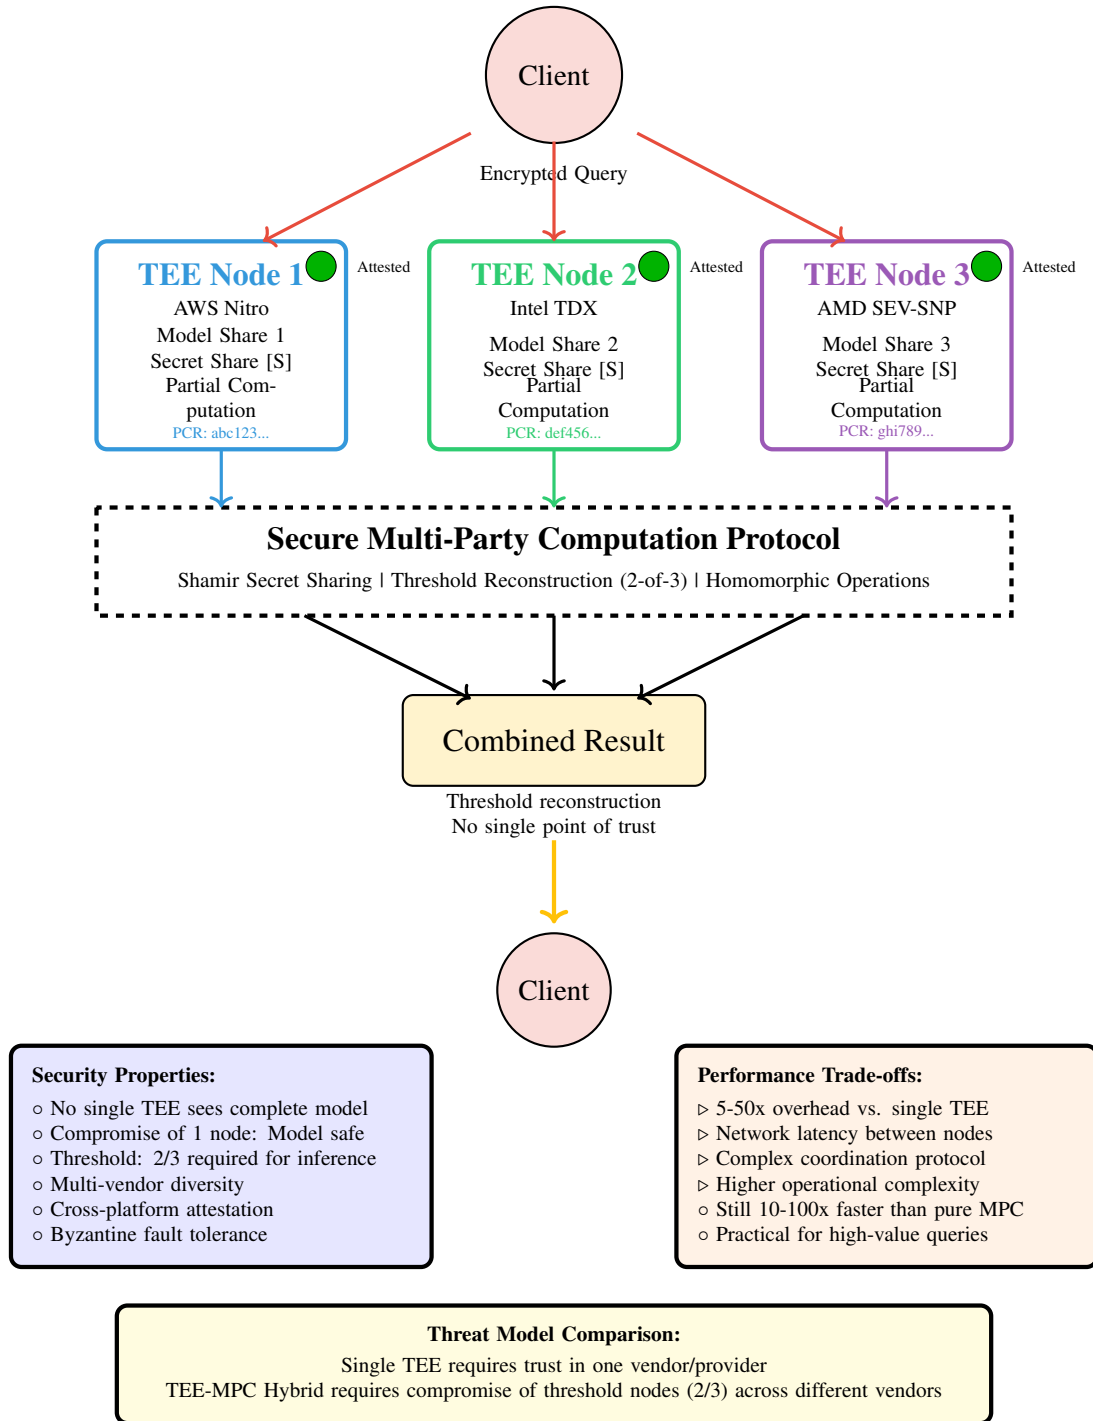 Client
Encrypted Query
TEE Node 1
Attested
AWS Nitro
Model Share 1
Secret Share [S]
Partial Com-
putation
PCR: abc123...
TEE Node 2
Attested
Intel TDX
Model Share 2
Secret Share [S]
Partial
Computation
PCR: def456...
TEE Node 3
Attested
AMD SEV-SNP
Model Share 3
Secret Share [S]
Partial
Computation
PCR: ghi789...
Secure Multi-Party Computation Protocol
Shamir Secret Sharing | Threshold Reconstruction (2-of-3) | Homomorphic Operations
Combined Result
Threshold reconstruction
No single point of trust
Client
Security Properties:
○ No single TEE sees complete model
○ Compromise of 1 node: Model safe
○ Threshold: 2/3 required for inference
○ Multi-vendor diversity
○ Cross-platform attestation
○ Byzantine fault tolerance
Performance Trade-offs:
▷ 5-50x overhead vs. single TEE
▷ Network latency between nodes
▷ Complex coordination protocol
▷ Higher operational complexity
○ Still 10-100x faster than pure MPC
○ Practical for high-value queries
Threat Model Comparison:
Single TEE requires trust in one vendor/provider
TEE-MPC Hybrid requires compromise of threshold nodes (2/3) across different vendors